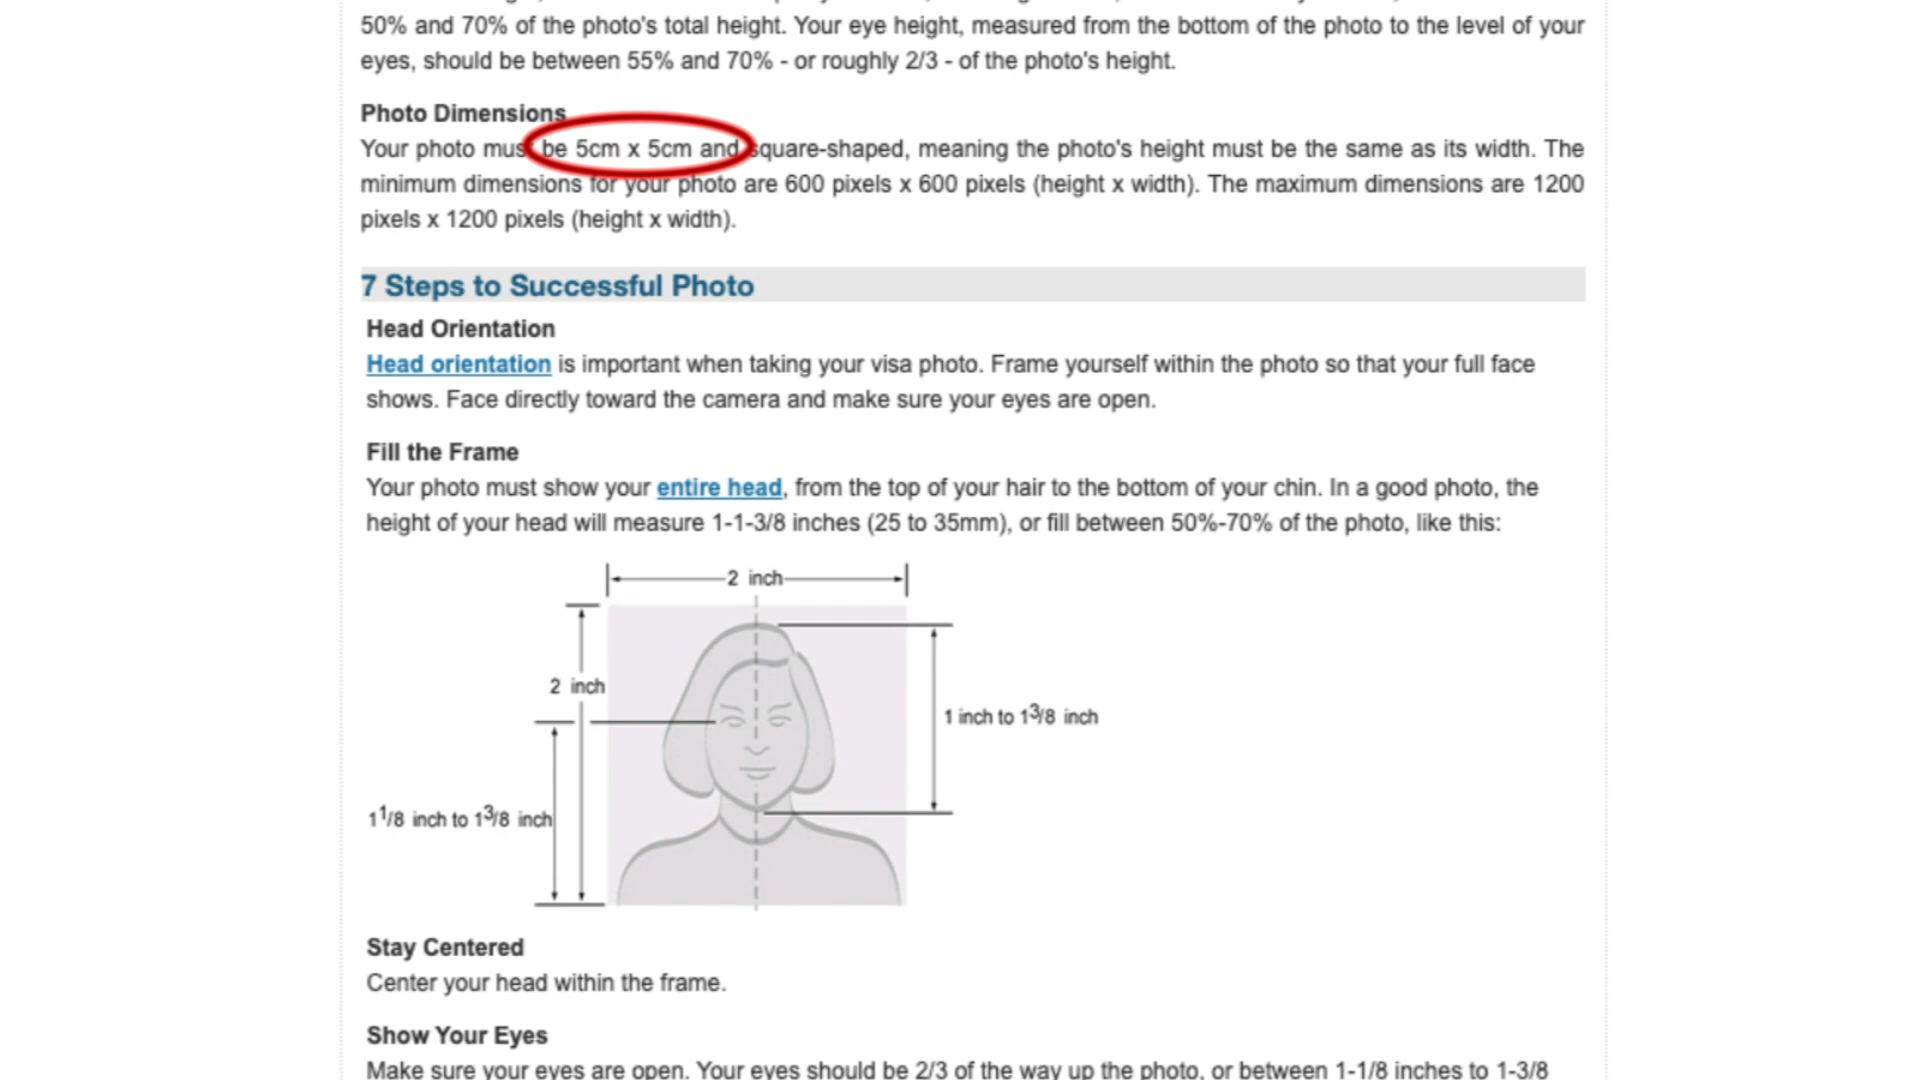 50% and 70% of the photo's total height. Your eye height, measured from the bottom of the photo to the level of your
eyes, should be between 55% and 70% - or roughly 2/3 - of the photo's height.
Photo Dimensions
Your photo must be 5cm x 5cm and square-shaped, meaning the photo's height must be the same as its width. The
minimum dimensions for your photo are 600 pixels x 600 pixels (height x width). The maximum dimensions are 1200
pixels x 1200 pixels (height x width).
7 Steps to Successful Photo
Head Orientation
Head orientation is important when taking your visa photo. Frame yourself within the photo so that your full face
shows. Face directly toward the camera and make sure your eyes are open.
Fill the Frame
Your photo must show your entire head, from the top of your hair to the bottom of your chin. In a good photo, the
height of your head will measure 1-1-3/8 inches (25 to 35mm), or fill between 50%-70% of the photo, like this:
2 inch
2 inch
1 inch to 1 3/8 inch
1 1/8 inch to 1 3/8 inch
Stay Centered
Center your head within the frame.
Show Your Eyes
Make sure your eyes are open. Your eyes should be 2/3 of the way up the photo, or between 1-1/8 inches to 1-3/8